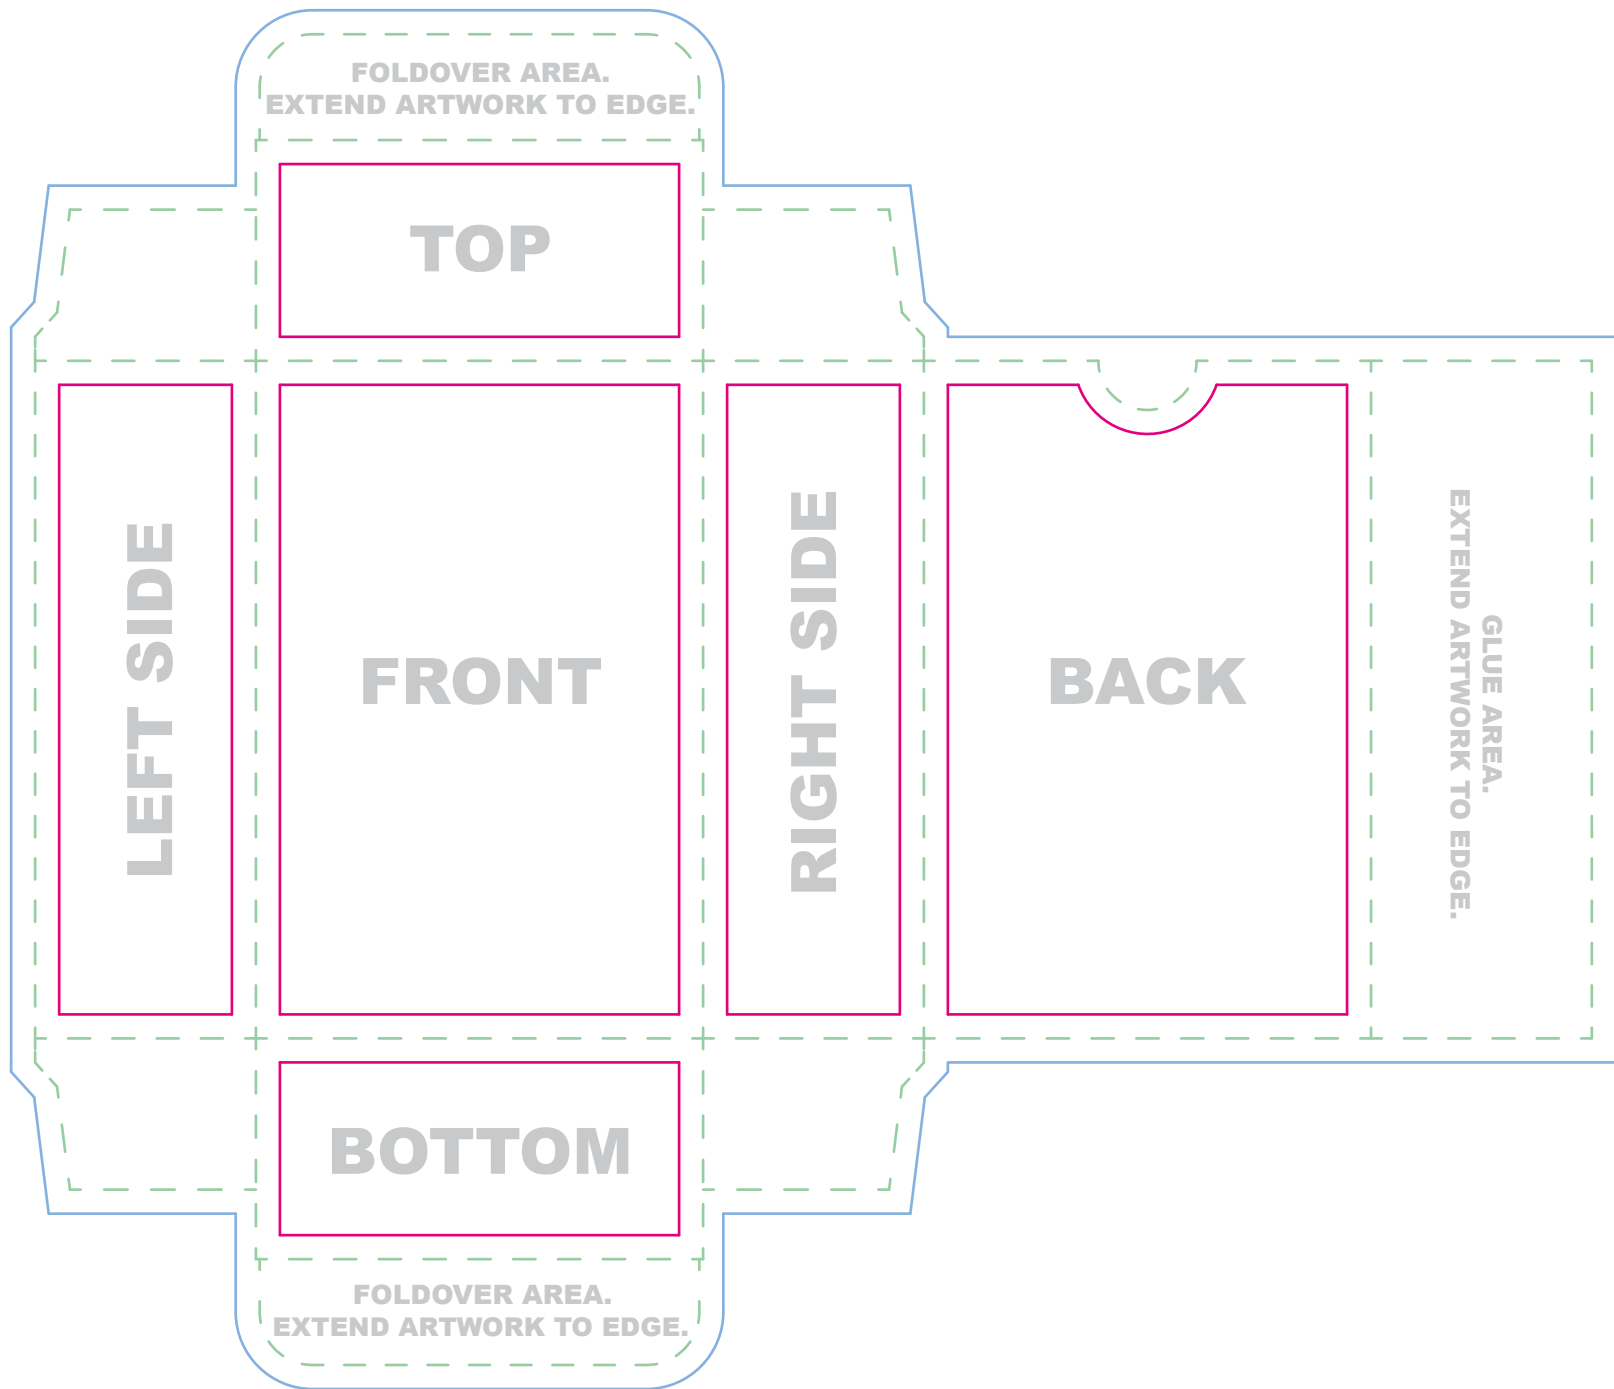 FOLDOVER AREA.
EXTEND ARTWORK TO EDGE.
TOP
LEFT SIDE
FRONT
RIGHT SIDE
BACK
GLUE AREA.
EXTEND ARTWORK TO EDGE.
BOTTOM
FOLDOVER AREA.
EXTEND ARTWORK TO EDGE.